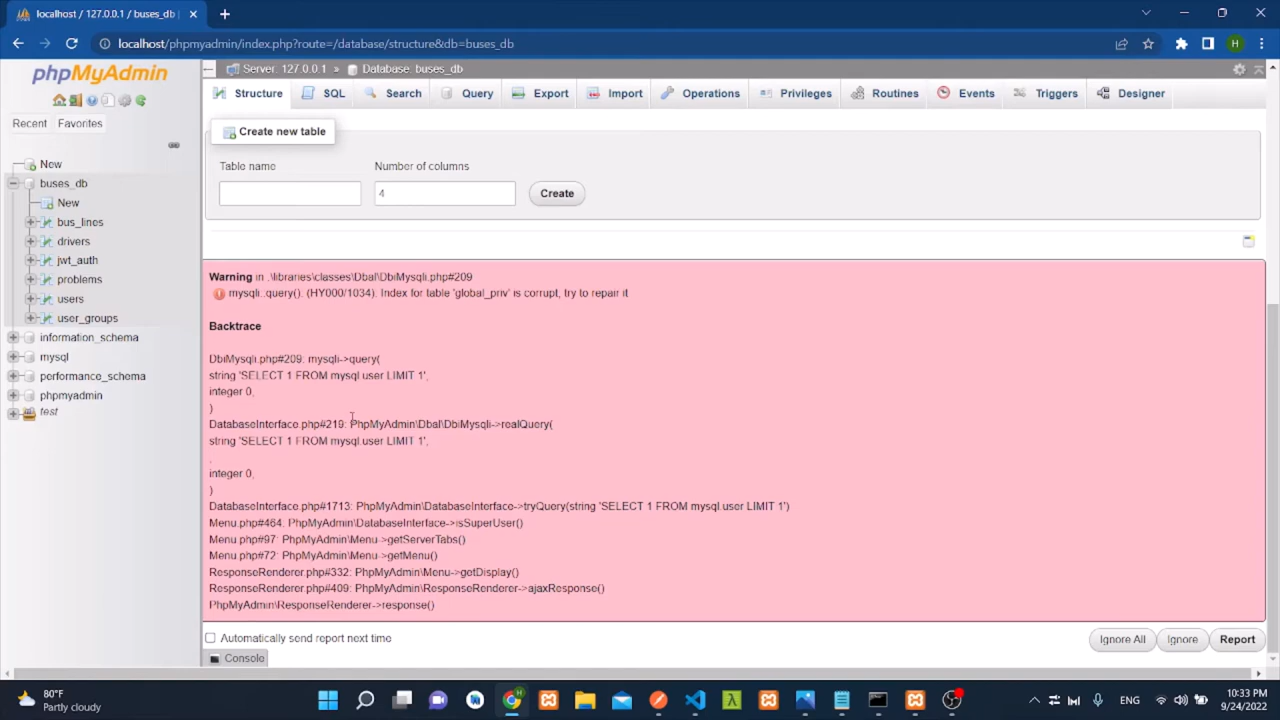 localhost / 127.0.0.1 / buses_db |
localhost/phpmyadmin/index.php?route=/database/structure&db=buses_db
H
phpMyAdmin
Recent
Favorites
New
buses_db
New
bus_lines
drivers
jwt_auth
problems
users
user_groups
information_schema
mysql
performance_schema
phpmyadmin
test
Server: 127.0.0.1 » Database: buses_db
Structure
SQL
Search
Query
Export
Import
Operations
Privileges
Routines
Events
Triggers
Designer
Create new table
Table name
Number of columns
4
Create
Warning in .\libraries\classes\Dbal\DbiMysqli.php#209
mysqli::query(): (HY000/1034): Index for table 'global_priv' is corrupt, try to repair it
Backtrace
DbiMysqli.php#209: mysqli->query(
string 'SELECT 1 FROM mysql.user LIMIT 1',
integer 0,
)
DatabaseInterface.php#219: PhpMyAdmin\Dbal\DbiMysqli->realQuery(
string 'SELECT 1 FROM mysql.user LIMIT 1',
,
integer 0,
)
DatabaseInterface.php#1713: PhpMyAdmin\DatabaseInterface->tryQuery(string 'SELECT 1 FROM mysql.user LIMIT 1')
Menu.php#464: PhpMyAdmin\DatabaseInterface->isSuperUser()
Menu.php#97: PhpMyAdmin\Menu->getServerTabs()
Menu.php#72: PhpMyAdmin\Menu->getMenu()
ResponseRenderer.php#332: PhpMyAdmin\Menu->getDisplay()
ResponseRenderer.php#409: PhpMyAdmin\ResponseRenderer->ajaxResponse()
PhpMyAdmin\ResponseRenderer->response()
Automatically send report next time
Ignore All
Ignore
Report
Console
80°F
Partly cloudy
ENG
10:33 PM
9/24/2022